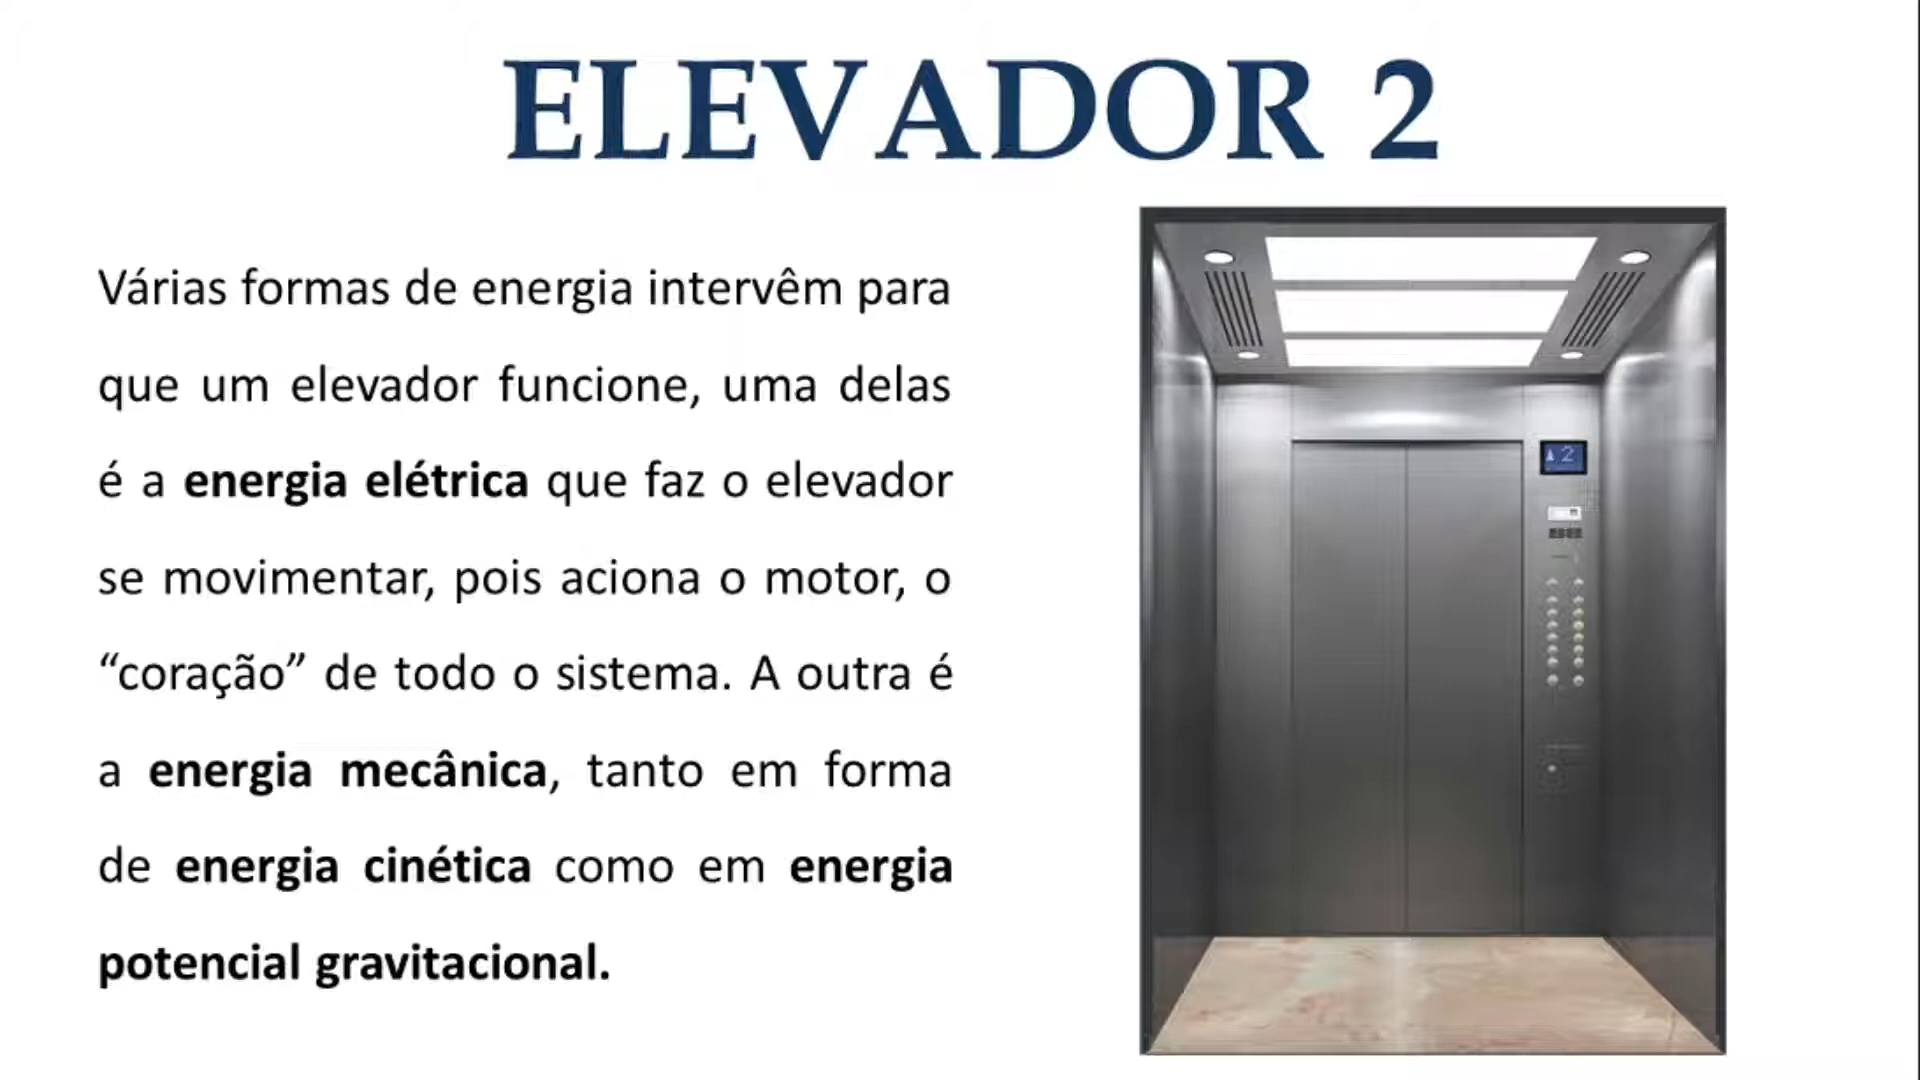 ELEVADOR 2
Várias formas de energia intervêm para
que um elevador funcione, uma delas
é a energia elétrica que faz o elevador
se movimentar, pois aciona o motor, o
“coração” de todo o sistema. A outra é
a energia mecânica, tanto em forma
de energia cinética como em energia
potencial gravitacional.
2